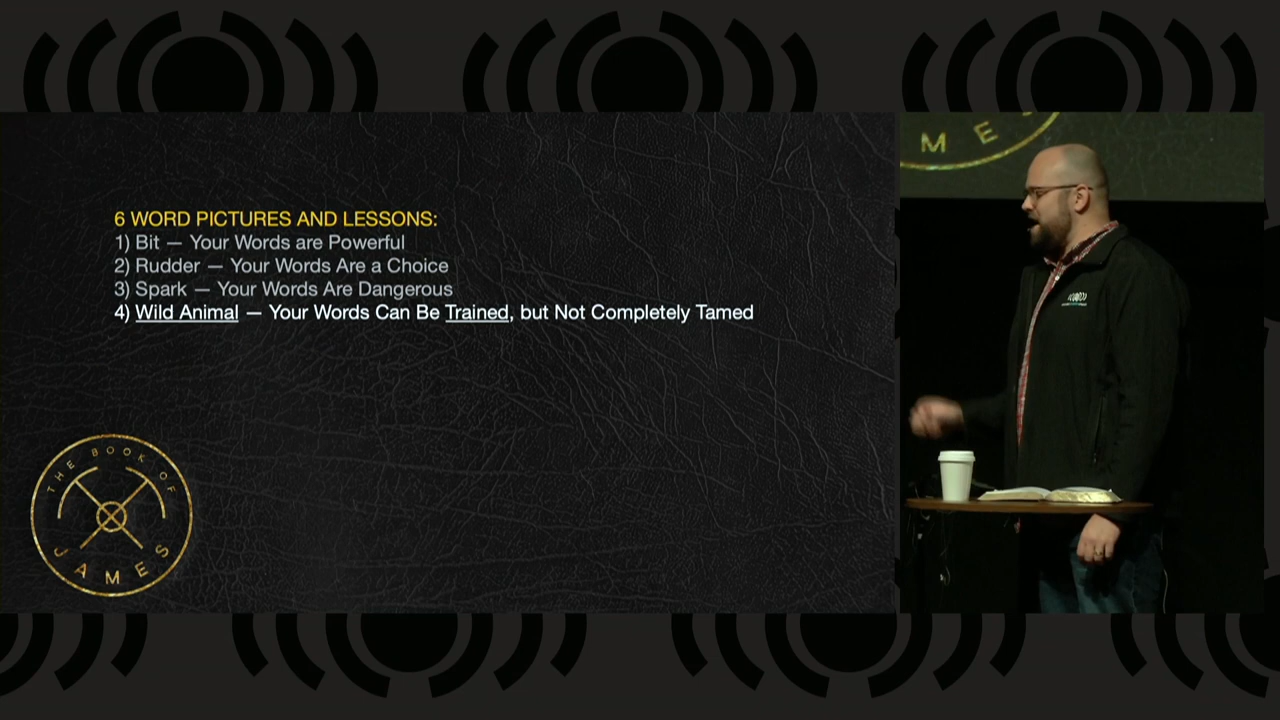 6 WORD PICTURES AND LESSONS:
1) Bit — Your Words are Powerful
2) Rudder — Your Words Are a Choice
3) Spark — Your Words Are Dangerous
4) Wild Animal — Your Words Can Be Trained, but Not Completely Tamed
THE BOOK OF
JAMES
M E